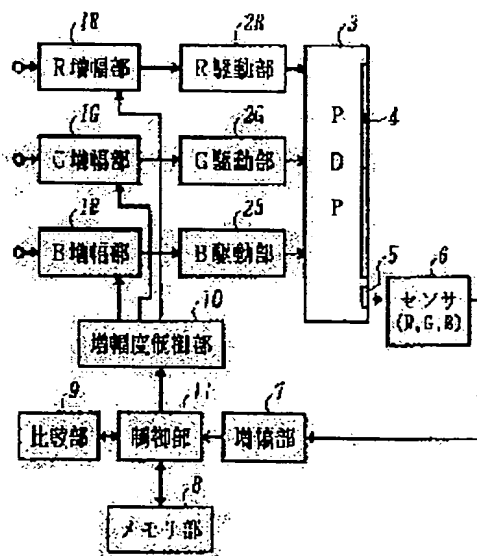 1R
R増幅部
2R
R駆動部
3
P
D
P
4
1G
G増幅部
2G
G駆動部
1B
B増幅部
2B
B駆動部
5
6
センサ
(R,G,B)
10
増幅度制御部
9
比較部
11
制御部
7
増幅部
8
メモリ部